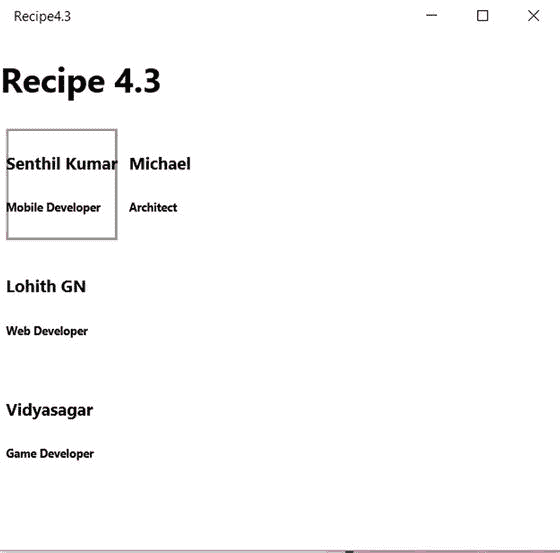 Recipe4.3
Recipe 4.3
Senthil Kumar Michael
Mobile Developer Architect
Lohith GN
Web Developer
Vidyasagar
Game Developer